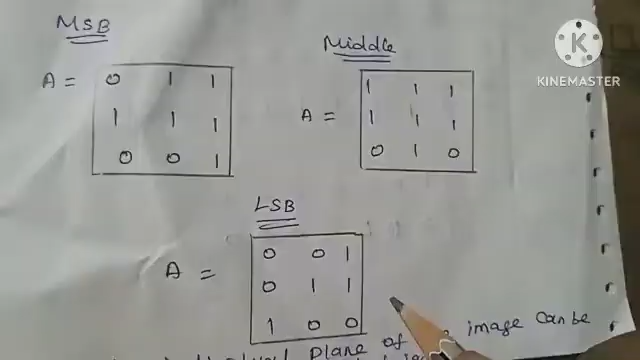 MSB
A = 0 1 1
1 1 1
0 0 1
Middle
A = 1 1 1
1 1 1
0 1 0
LSB
A = 0 0 1
0 1 1
1 0 0
plane of image can be
KINEMASTER